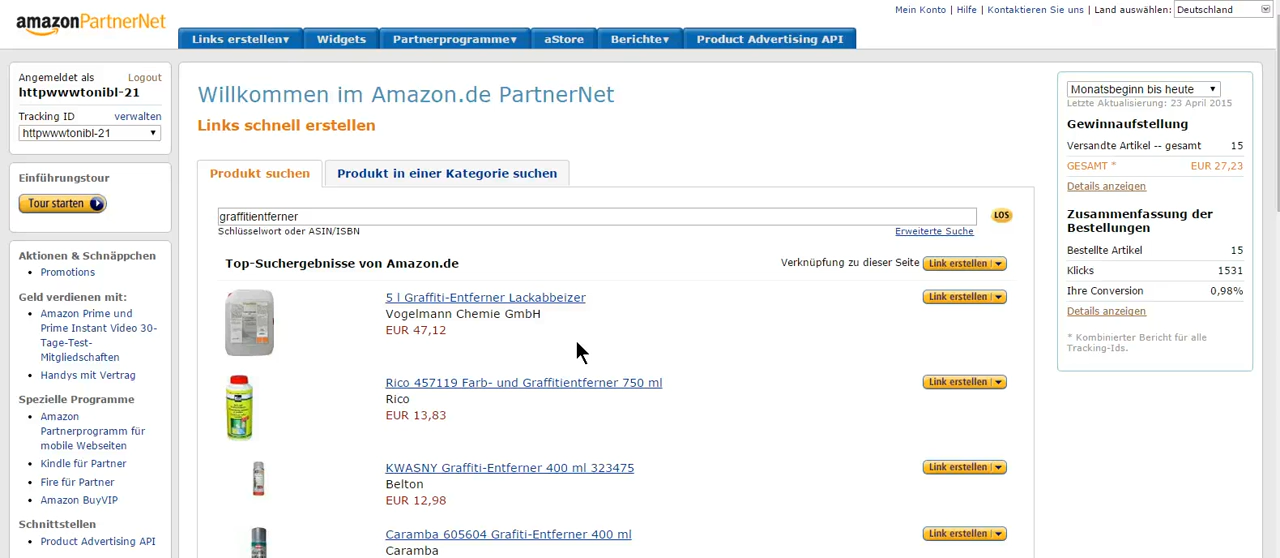 amazonPartnerNet
Mein Konto | Hilfe | Kontaktieren Sie uns | Land auswählen: Deutschland
Links erstellen▾ Widgets Partnerprogramme▾ aStore Berichte▾ Product Advertising API
Angemeldet als Logout
httpwwwtonibl-21
Tracking ID verwalten
httpwwwtonibl-21
Einführungstour
Tour starten
Aktionen & Schnäppchen
• Promotions
Geld verdienen mit:
• Amazon Prime und
Prime Instant Video 30-
Tage-Test-
Mitgliedschaften
• Handys mit Vertrag
Spezielle Programme
• Amazon
Partnerprogramm für
mobile Webseiten
• Kindle für Partner
• Fire für Partner
• Amazon BuyVIP
Schnittstellen
• Product Advertising API
Willkommen im Amazon.de PartnerNet
Links schnell erstellen
Produkt suchen Produkt in einer Kategorie suchen
graffitientferner LOS
Schlüsselwort oder ASIN/ISBN Erweiterte Suche
Top-Suchergebnisse von Amazon.de Verknüpfung zu dieser Seite Link erstellen
5 l Graffiti-Entferner Lackabbeizer Link erstellen
Vogelmann Chemie GmbH
EUR 47,12
Rico 457119 Farb- und Graffitientferner 750 ml Link erstellen
Rico
EUR 13,83
KWASNY Graffiti-Entferner 400 ml 323475 Link erstellen
Belton
EUR 12,98
Caramba 605604 Grafiti-Entferner 400 ml Link erstellen
Caramba
Monatsbeginn bis heute
Letzte Aktualisierung: 23 April 2015
Gewinnaufstellung
Versandte Artikel -- gesamt 15
GESAMT * EUR 27,23
Details anzeigen
Zusammenfassung der
Bestellungen
Bestellte Artikel 15
Klicks 1531
Ihre Conversion 0,98%
Details anzeigen
* Kombinierter Bericht für alle
Tracking-Ids.